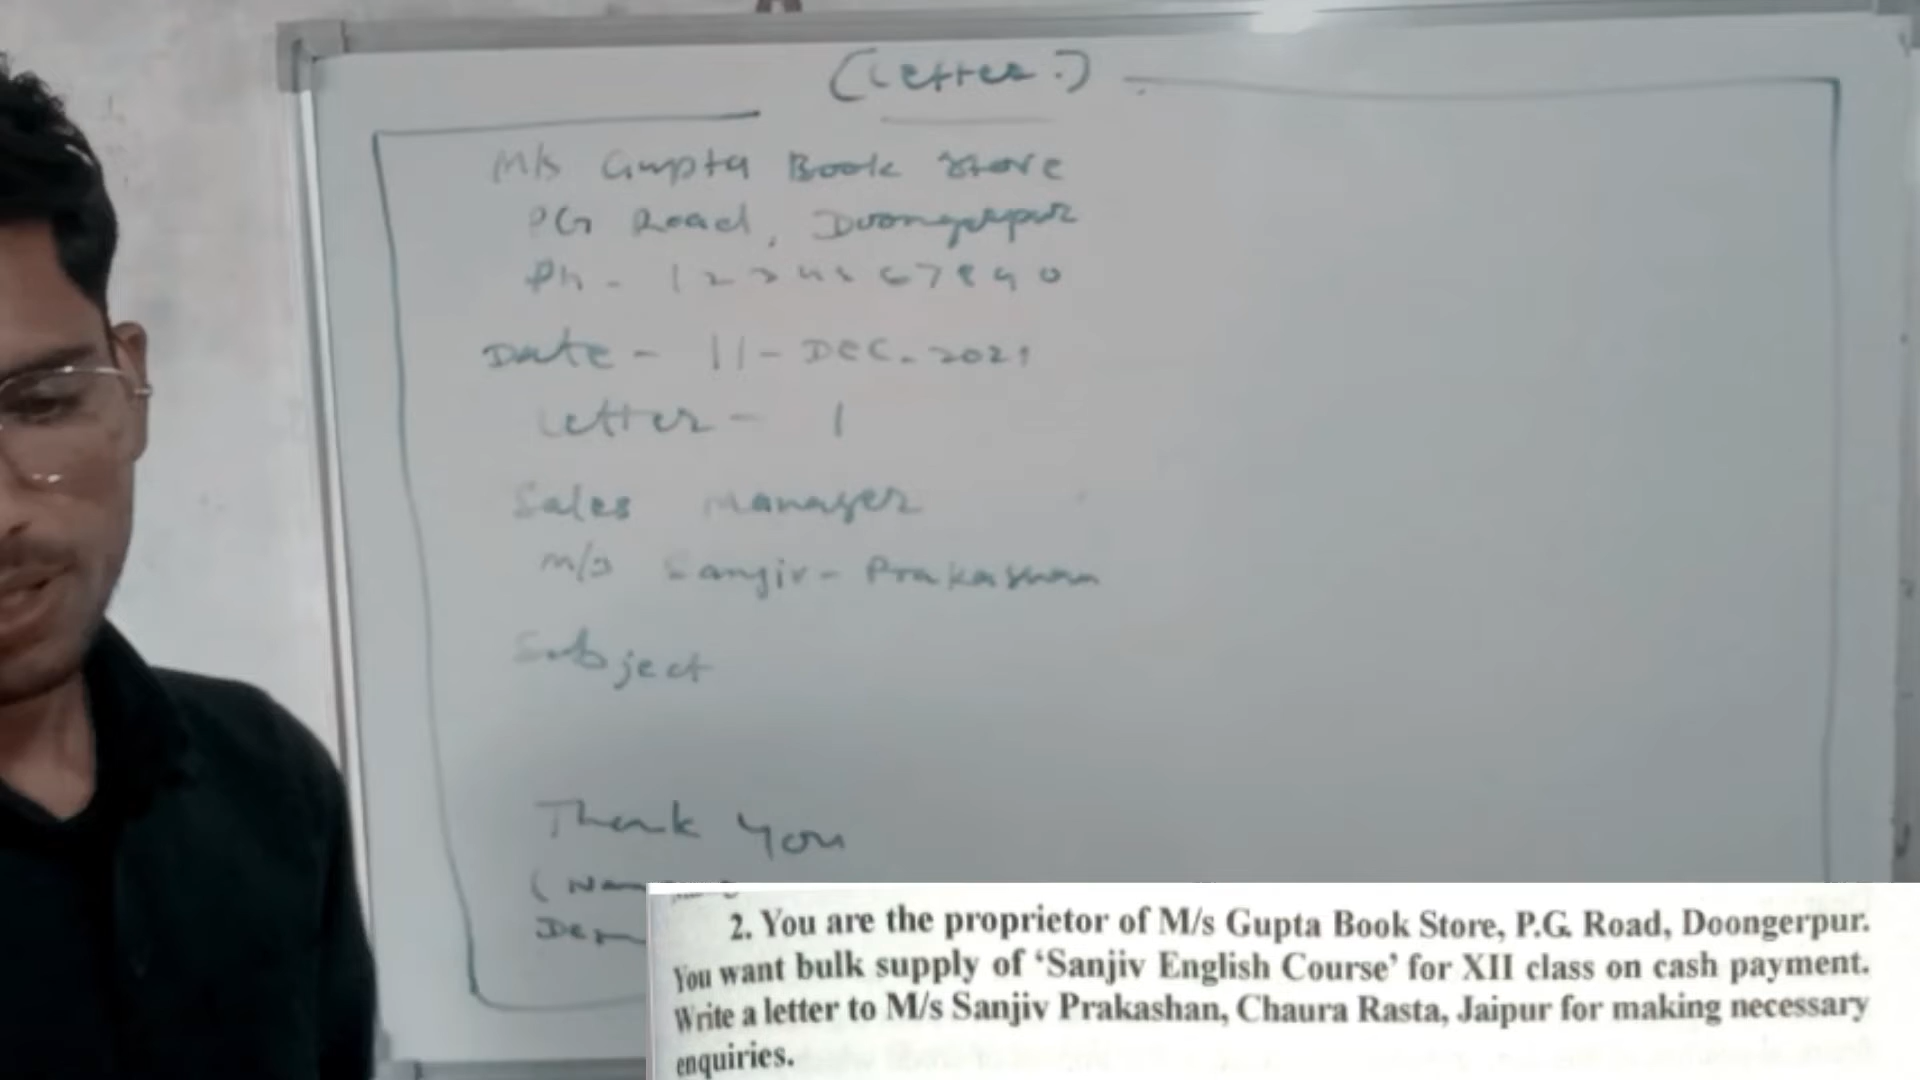 (Letter.)
M/s Gupta Book Store
PG Road, Doongerpur
Ph - 1234567890
Date - 11-Dec-2021
Letter - 1
Sales Manager
M/s Sanjiv-Prakashan
Subject
Thank You
2. You are the proprietor of M/s Gupta Book Store, P.G. Road, Doongerpur.
You want bulk supply of ‘Sanjiv English Course’ for XII class on cash payment.
Write a letter to M/s Sanjiv Prakashan, Chaura Rasta, Jaipur for making necessary
enquiries.